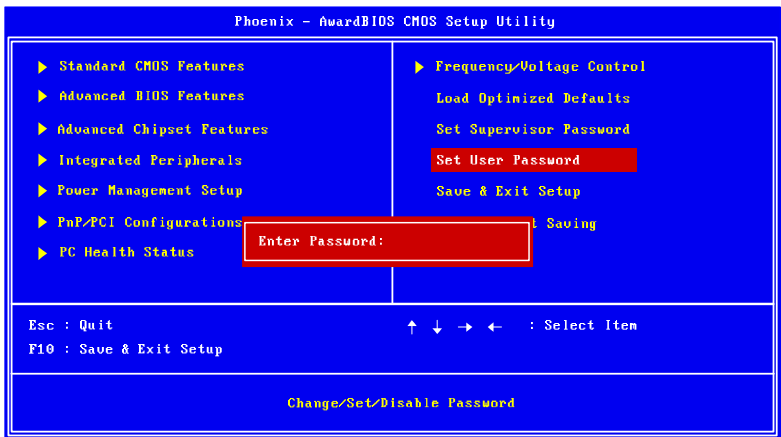 Phoenix - AwardBIOS CMOS Setup Utility
Standard CMOS Features
Advanced BIOS Features
Advanced Chipset Features
Integrated Peripherals
Power Management Setup
PnP/PCI Configurations
PC Health Status
Frequency/Voltage Control
Load Optimized Defaults
Set Supervisor Password
Set User Password
Save & Exit Setup
Saving
Enter Password:
Esc : Quit
F10 : Save & Exit Setup
↑ ↓ → ← : Select Item
Change/Set/Disable Password